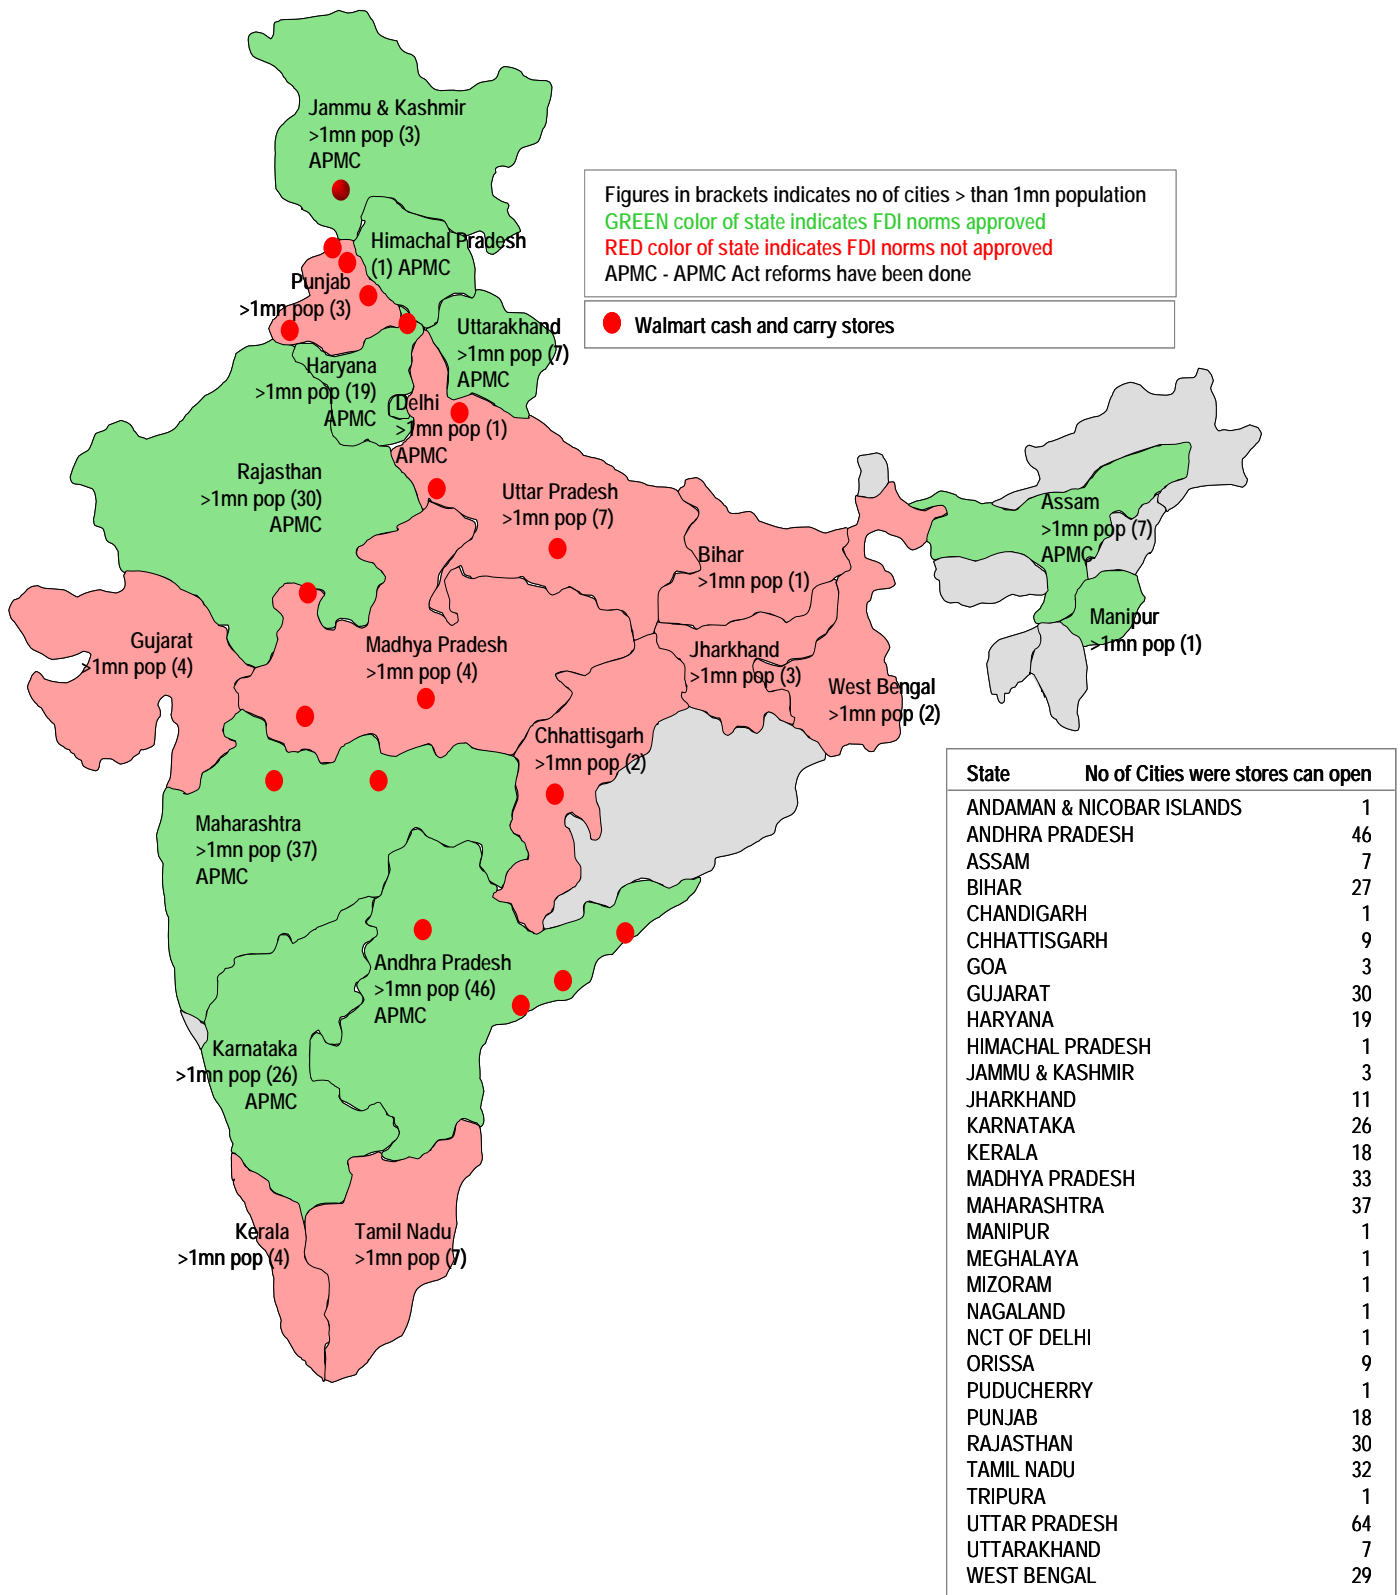 Jammu & Kashmir
>1mn pop (3)
APMC
Figures in brackets indicates no of cities > than 1mn population
GREEN color of state indicates FDI norms approved
RED color of state indicates FDI norms not approved
APMC - APMC Act reforms have been done
Walmart cash and carry stores
Himachal Pradesh
(1) APMC
Punjab
>1mn pop (3)
Uttarakhand
>1mn pop (7)
APMC
Haryana
>1mn pop (19)
APMC
Delhi
>1mn pop (1)
APMC
Rajasthan
>1mn pop (30)
APMC
Uttar Pradesh
>1mn pop (7)
Bihar
>1mn pop (1)
Assam
>1mn pop (7)
APMC
Manipur
>1mn pop (1)
Gujarat
>1mn pop (4)
Madhya Pradesh
>1mn pop (4)
Jharkhand
>1mn pop (3)
West Bengal
>1mn pop (2)
Chhattisgarh
>1mn pop (2)
Maharashtra
>1mn pop (37)
APMC
Andhra Pradesh
>1mn pop (46)
APMC
Karnataka
>1mn pop (26)
APMC
Kerala
>1mn pop (4)
Tamil Nadu
>1mn pop (7)
State No of Cities were stores can open
ANDAMAN & NICOBAR ISLANDS 1
ANDHRA PRADESH 46
ASSAM 7
BIHAR 27
CHANDIGARH 1
CHHATTISGARH 9
GOA 3
GUJARAT 30
HARYANA 19
HIMACHAL PRADESH 1
JAMMU & KASHMIR 3
JHARKHAND 11
KARNATAKA 26
KERALA 18
MADHYA PRADESH 33
MAHARASHTRA 37
MANIPUR 1
MEGHALAYA 1
MIZORAM 1
NAGALAND 1
NCT OF DELHI 1
ORISSA 9
PUDUCHERRY 1
PUNJAB 18
RAJASTHAN 30
TAMIL NADU 32
TRIPURA 1
UTTAR PRADESH 64
UTTARAKHAND 7
WEST BENGAL 29